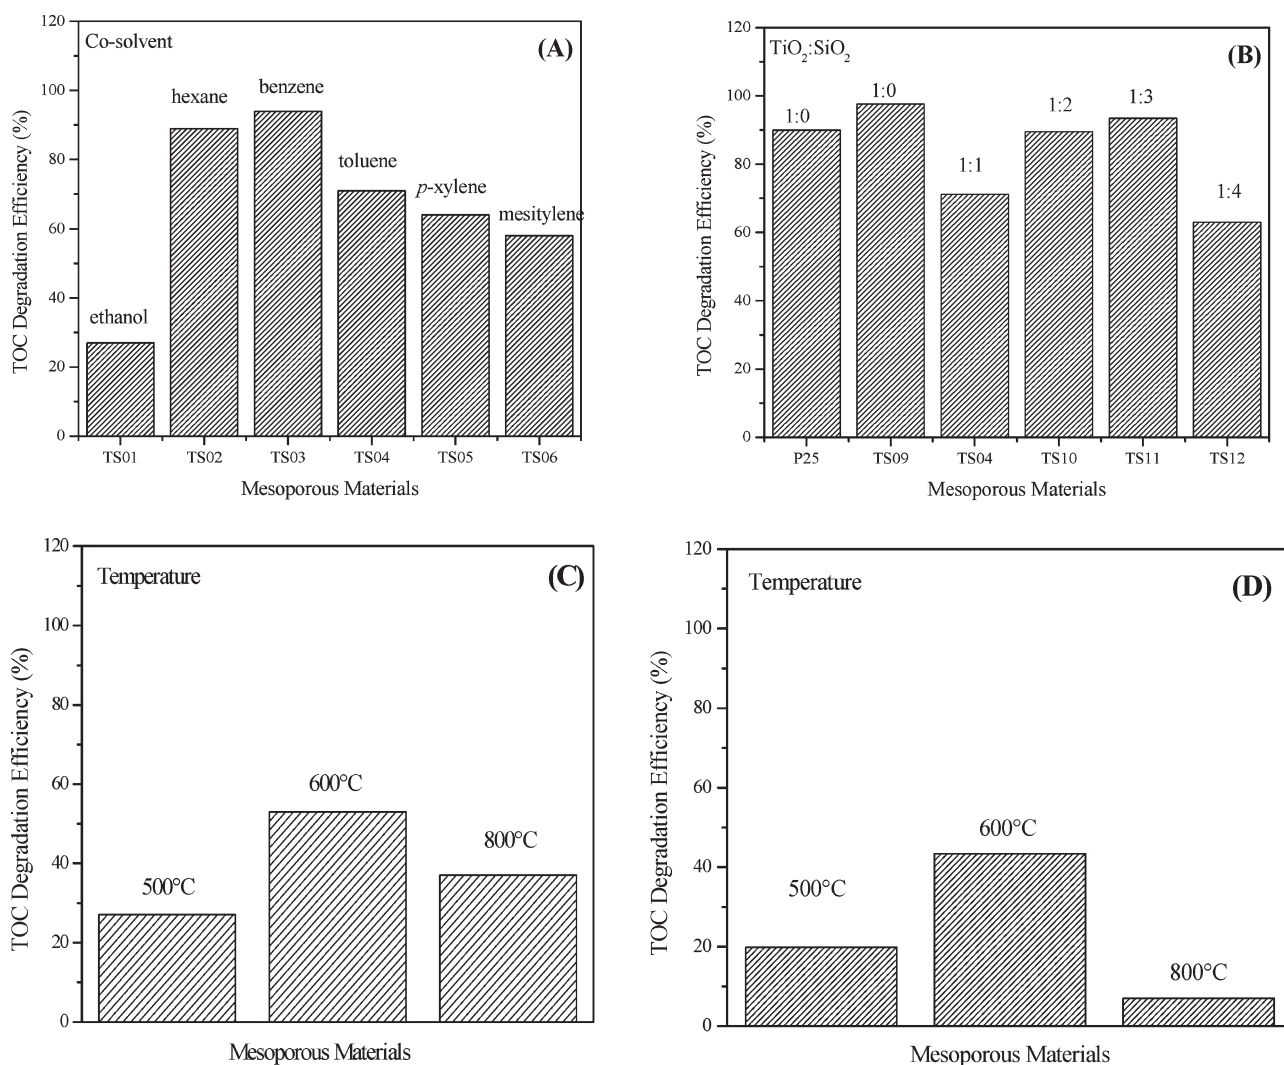 120
100
80
60
40
20
0
TOC Degradation Efficiency (%)
Co-solvent
(A)
ethanol
hexane
benzene
toluene
p-xylene
mesitylene
TS01 TS02 TS03 TS04 TS05 TS06
Mesoporous Materials
120
100
80
60
40
20
0
TOC Degradation Efficiency (%)
TiO₂:SiO₂
(B)
1:0
1:0
1:1
1:2
1:3
1:4
P25 TS09 TS04 TS10 TS11 TS12
Mesoporous Materials
120
100
80
60
40
20
0
TOC Degradation Efficiency (%)
Temperature
(C)
500°C
600°C
800°C
Mesoporous Materials
120
100
80
60
40
20
0
TOC Degradation Efficiency (%)
Temperature
(D)
500°C
600°C
800°C
Mesoporous Materials